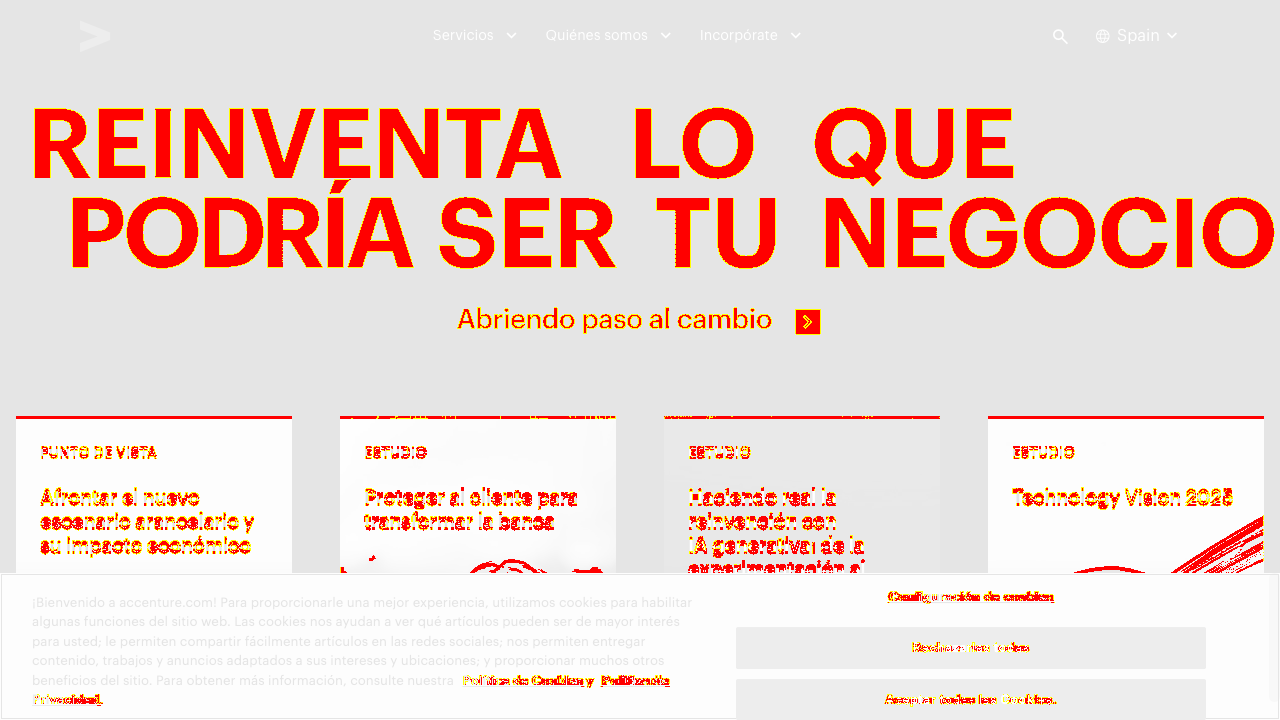 Servicios Quiénes somos Incorpórate Spain
REINVENTA LO QUE
PODRÍA SER TU NEGOCIO
Abriendo paso al cambio
PUNTO DE VISTA
Afrontar el nuevo
escenario arancelario y
su impacto económico
ESTUDIO
Proteger al cliente para
transformar la banca
ESTUDIO
Haciendo real la
reinvención con
IA generativa: de la
experimentación al
ESTUDIO
Technology Vision 2025
¡Bienvenido a accenture.com! Para proporcionarle una mejor experiencia, utilizamos cookies para habilitar
algunas funciones del sitio web. Las cookies nos ayudan a ver qué artículos pueden ser de mayor interés
para usted; le permiten compartir fácilmente artículos en las redes sociales; nos permiten entregar
contenido, trabajos y anuncios adaptados a sus intereses y ubicaciones; y proporcionar muchos otros
beneficios del sitio. Para obtener más información, consulte nuestra Política de Cookies y Política de
Privacidad.
Configuración de cookies
Rechazar todas
Aceptar todas las Cookies.